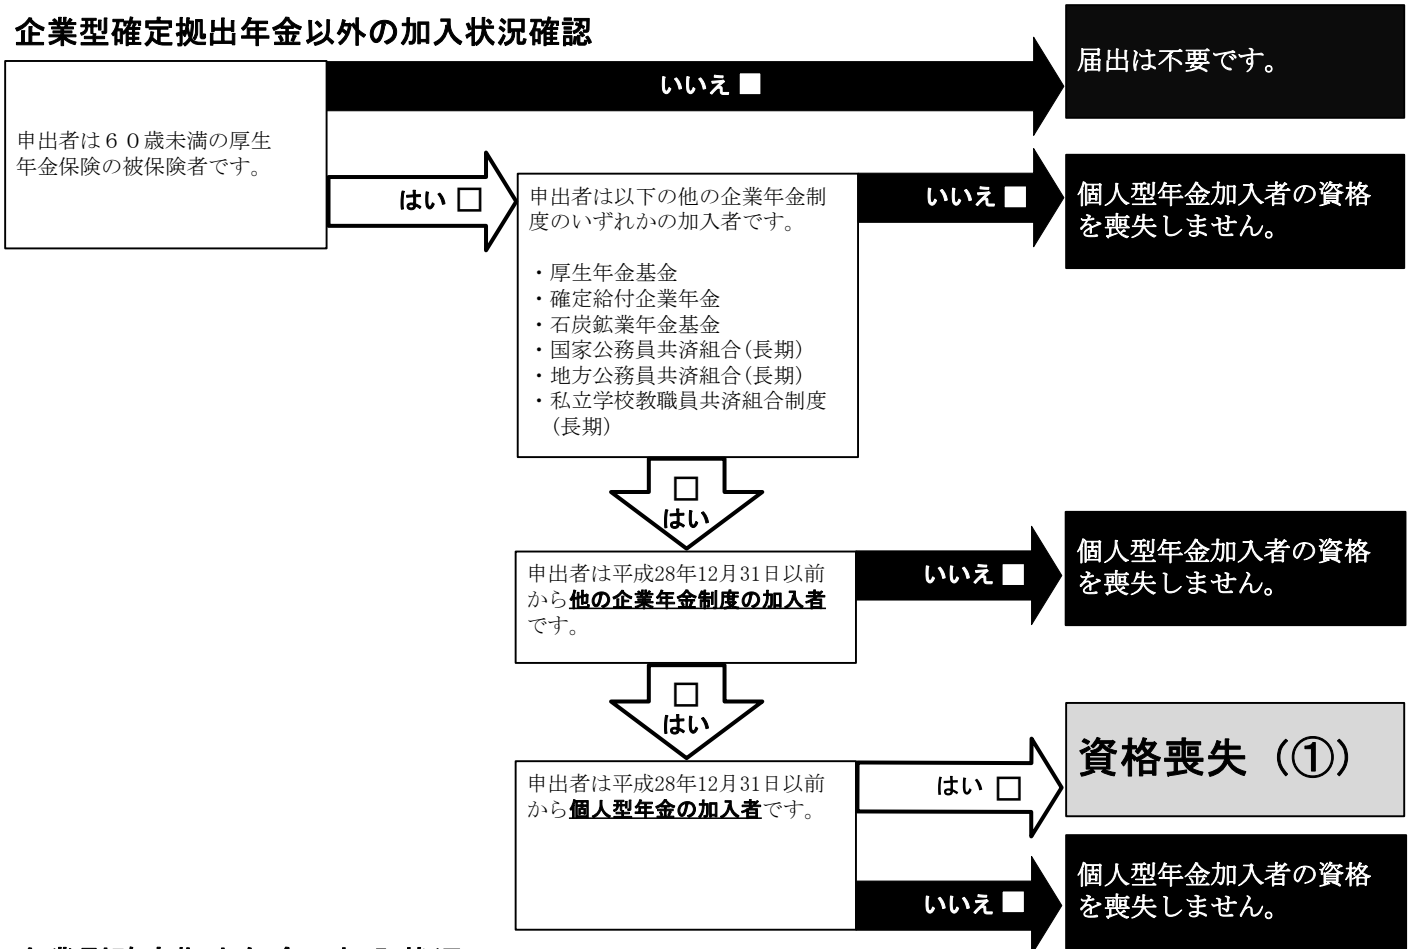 企業型確定拠出年金以外の加入状況確認
いいえ □
届出は不要です。
申出者は６０歳未満の厚生
年金保険の被保険者です。
はい □
申出者は以下の他の企業年金制
度のいずれかの加入者です。
・厚生年金基金
・確定給付企業年金
・石炭鉱業年金基金
・国家公務員共済組合(長期)
・地方公務員共済組合(長期)
・私立学校教職員共済組合制度
(長期)
いいえ ■
個人型年金加入者の資格
を喪失しません。
□
はい
申出者は平成28年12月31日以前
から他の企業年金制度の加入者
です。
いいえ ■
個人型年金加入者の資格
を喪失しません。
□
はい
申出者は平成28年12月31日以前
から個人型年金の加入者です。
はい □
資格喪失（①）
いいえ ■
個人型年金加入者の資格
を喪失しません。